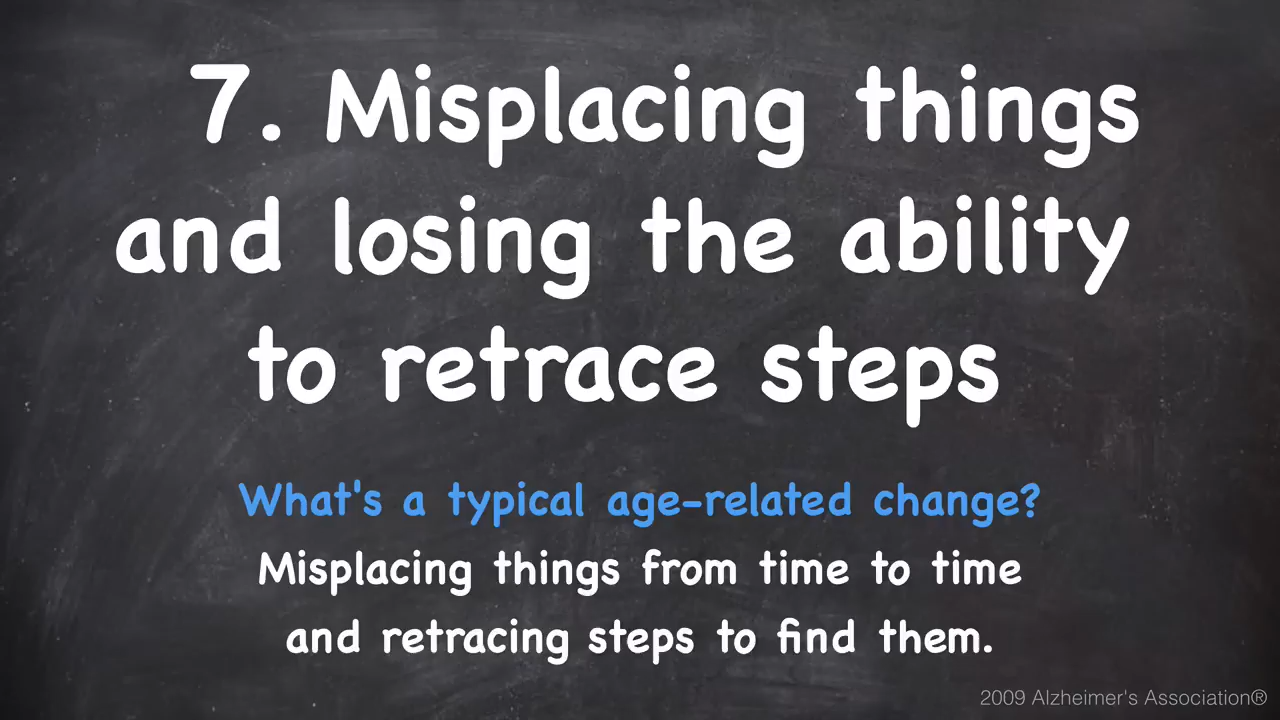 7. Misplacing things
and losing the ability
to retrace steps
What's a typical age-related change?
Misplacing things from time to time
and retracing steps to find them.
2009 Alzheimer's Association®